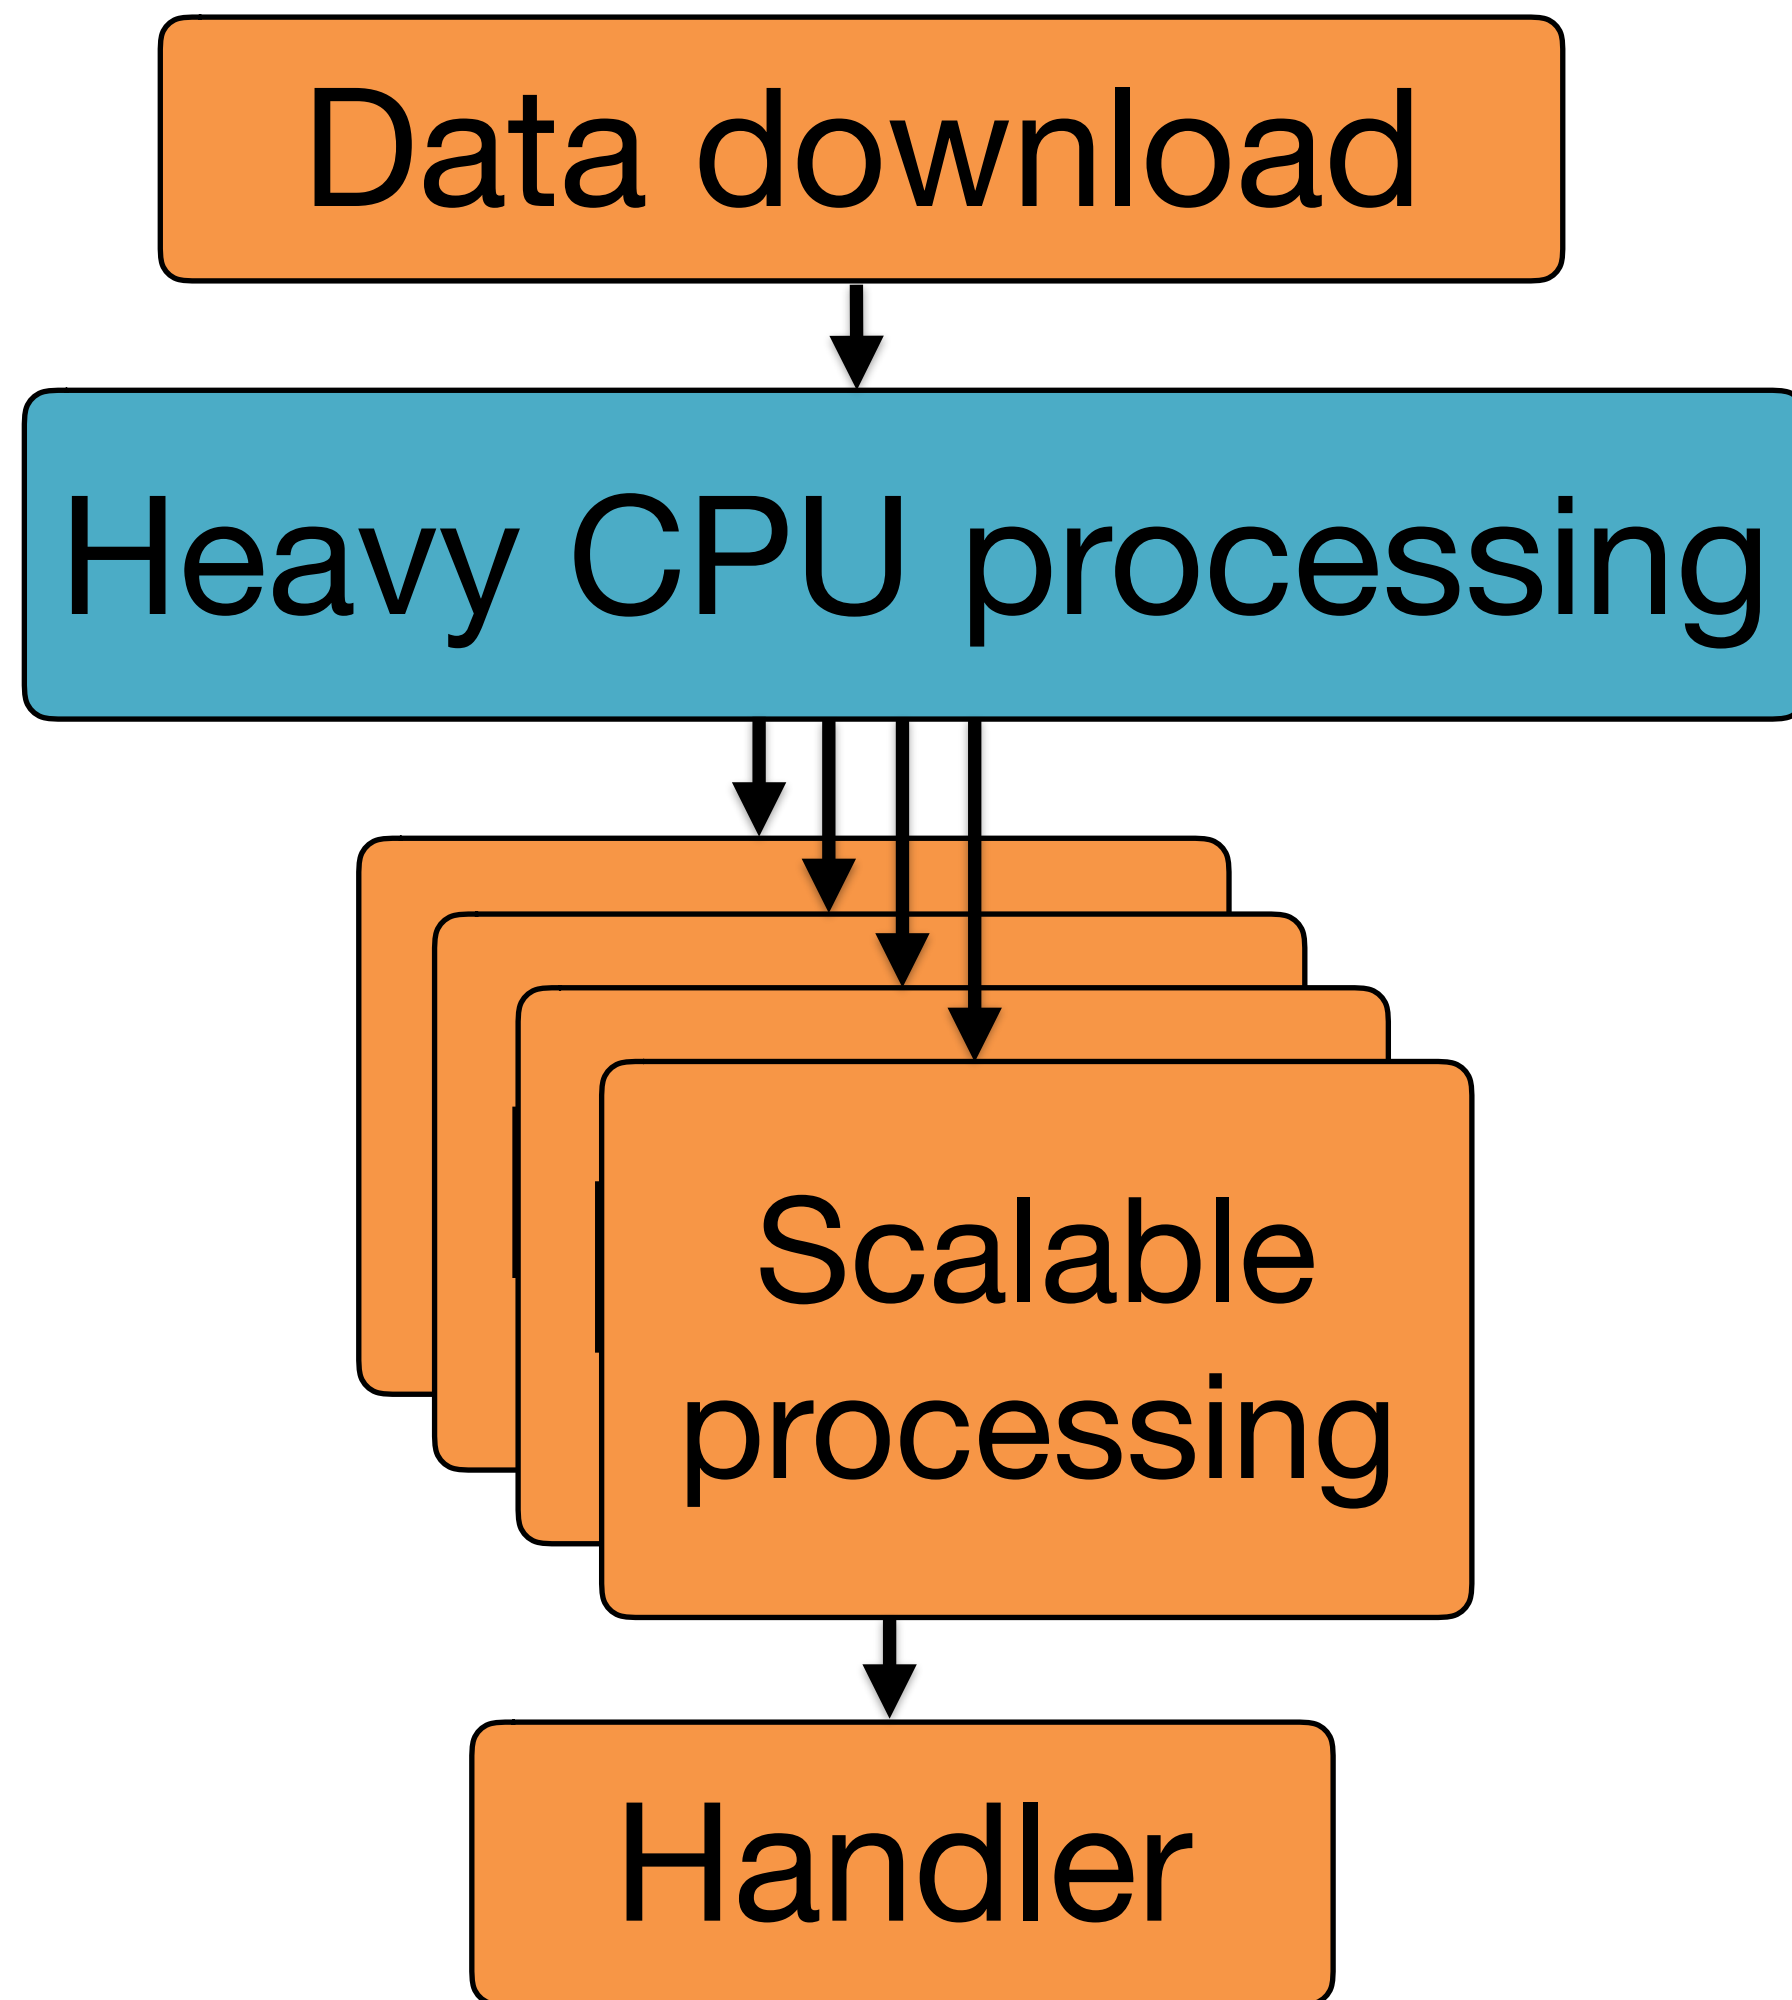 Data download
Heavy CPU processing
Scalable
processing
Handler